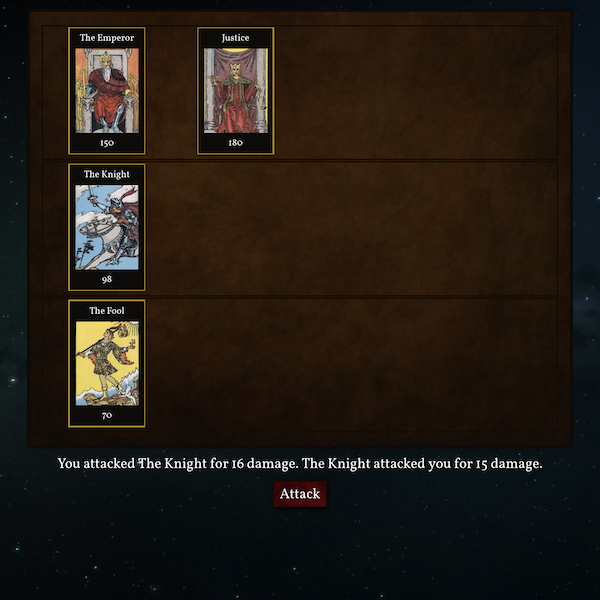 The Emperor
150
Justice
180
The Knight
98
The Fool
70
You attacked The Knight for 16 damage. The Knight attacked you for 15 damage.
Attack